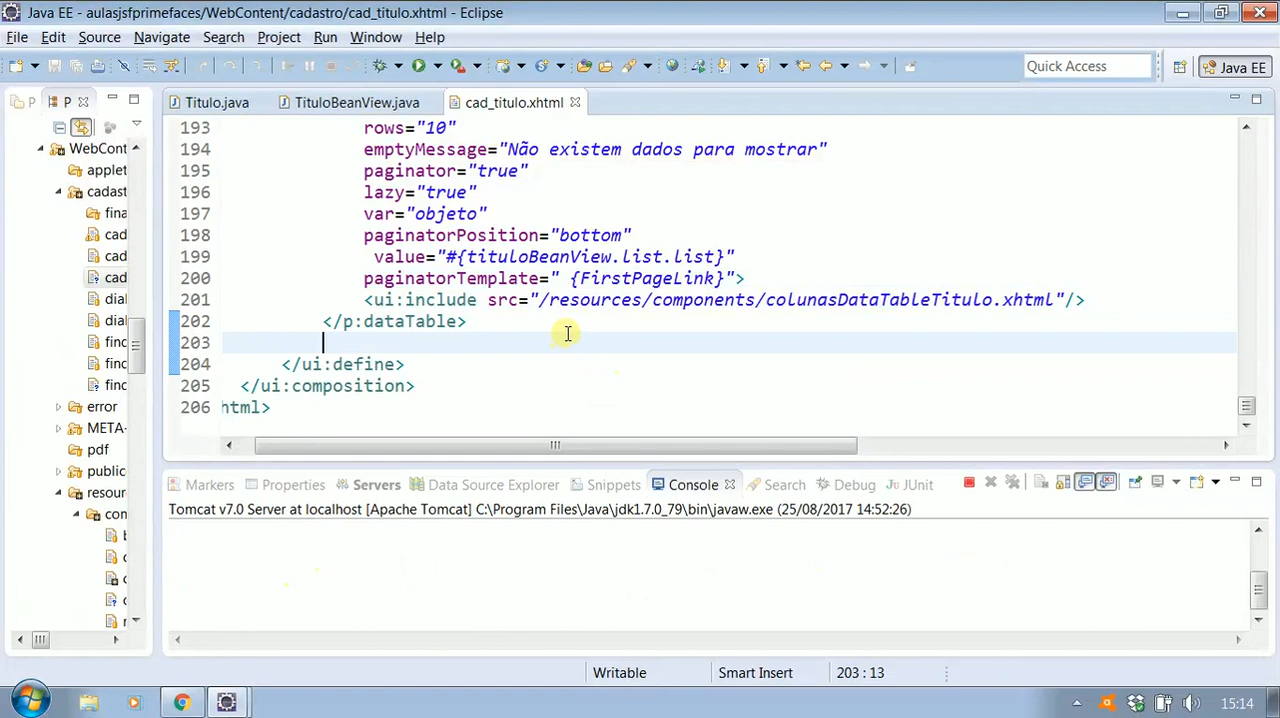 Java EE - aulasjsfprimefaces/WebContent/cadastro/cad_titulo.xhtml - Eclipse
File Edit Source Navigate Search Project Run Window Help
Quick Access
Java EE
P P
Titulo.java TituloBeanView.java cad_titulo.xhtml
WebCont
applet
cadast
fina
cad
cad
cad
dial
dial
finc
finc
finc
error
META-
pdf
public
resour
con
193 rows="10"
194 emptyMessage="Não existem dados para mostrar"
195 paginator="true"
196 lazy="true"
197 var="objeto"
198 paginatorPosition="bottom"
199 value="#{tituloBeanView.list.list}"
200 paginatorTemplate=" {FirstPageLink}">
201 <ui:include src="/resources/components/colunasDataTableTitulo.xhtml"/>
202 </p:dataTable>
203
204 </ui:define>
205 </ui:composition>
206 html>
Markers Properties Server Data Source Explorer Snippets Console Search Debug JUnit
Tomcat v7.0 Server at localhost [Apache Tomcat] C:\Program Files\Java\jdk1.7.0_79\bin\javaw.exe (25/08/2017 14:52:26)
Writable Smart Insert 203 : 13
15:14